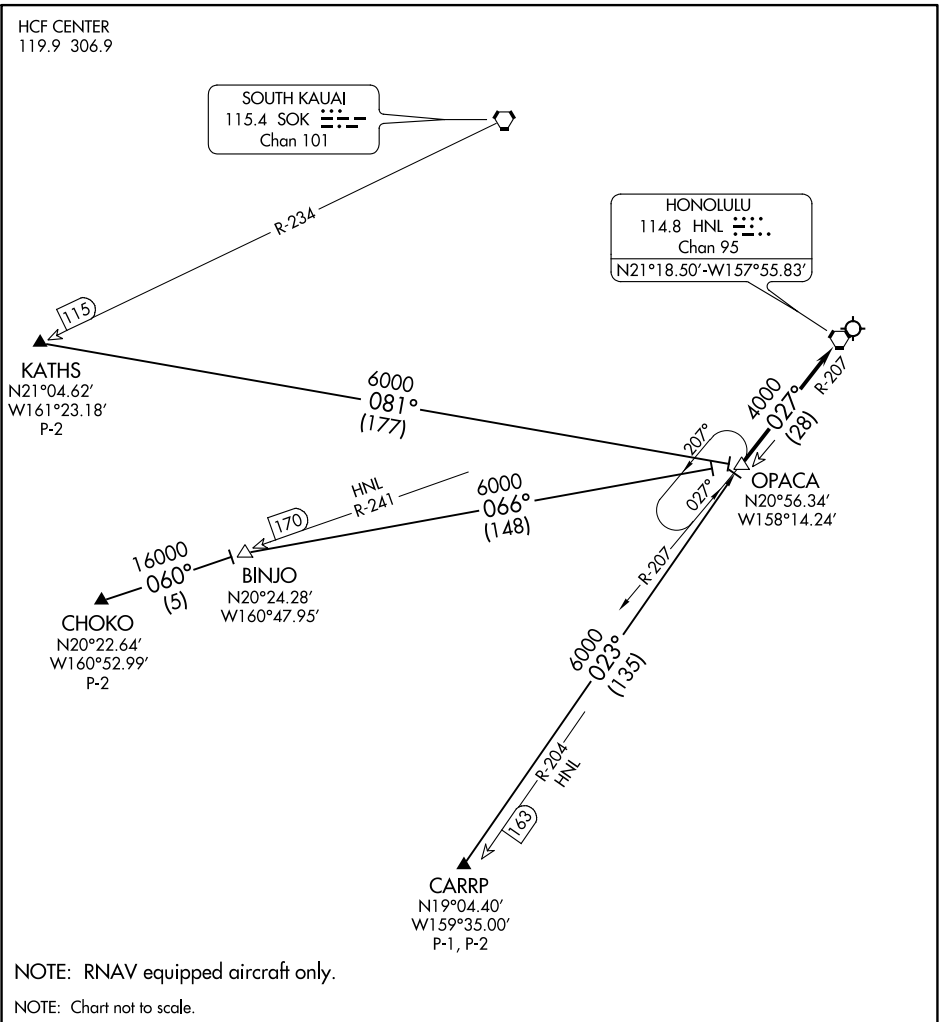 HCF CENTER
119.9 306.9
SOUTH KAUAI
115.4 SOK
Chan 101
R-234
HONOLULU
114.8 HNL
Chan 95
N21°18.50'-W157°55.83'
115
KATHS
N21°04.62'
W161°23.18'
P-2
6000
081°
(177)
4000
027°
(28)
R-207
207°
027°
OPACA
N20°56.34'
W158°14.24'
HNL
R-241
170
6000
066°
(148)
BINJO
N20°24.28'
W160°47.95'
16000
060°
(5)
CHOKO
N20°22.64'
W160°52.99'
P-2
R-207
6000
023°
(135)
R-204
HNL
163
CARRP
N19°04.40'
W159°35.00'
P-1, P-2
NOTE: RNAV equipped aircraft only.
NOTE: Chart not to scale.